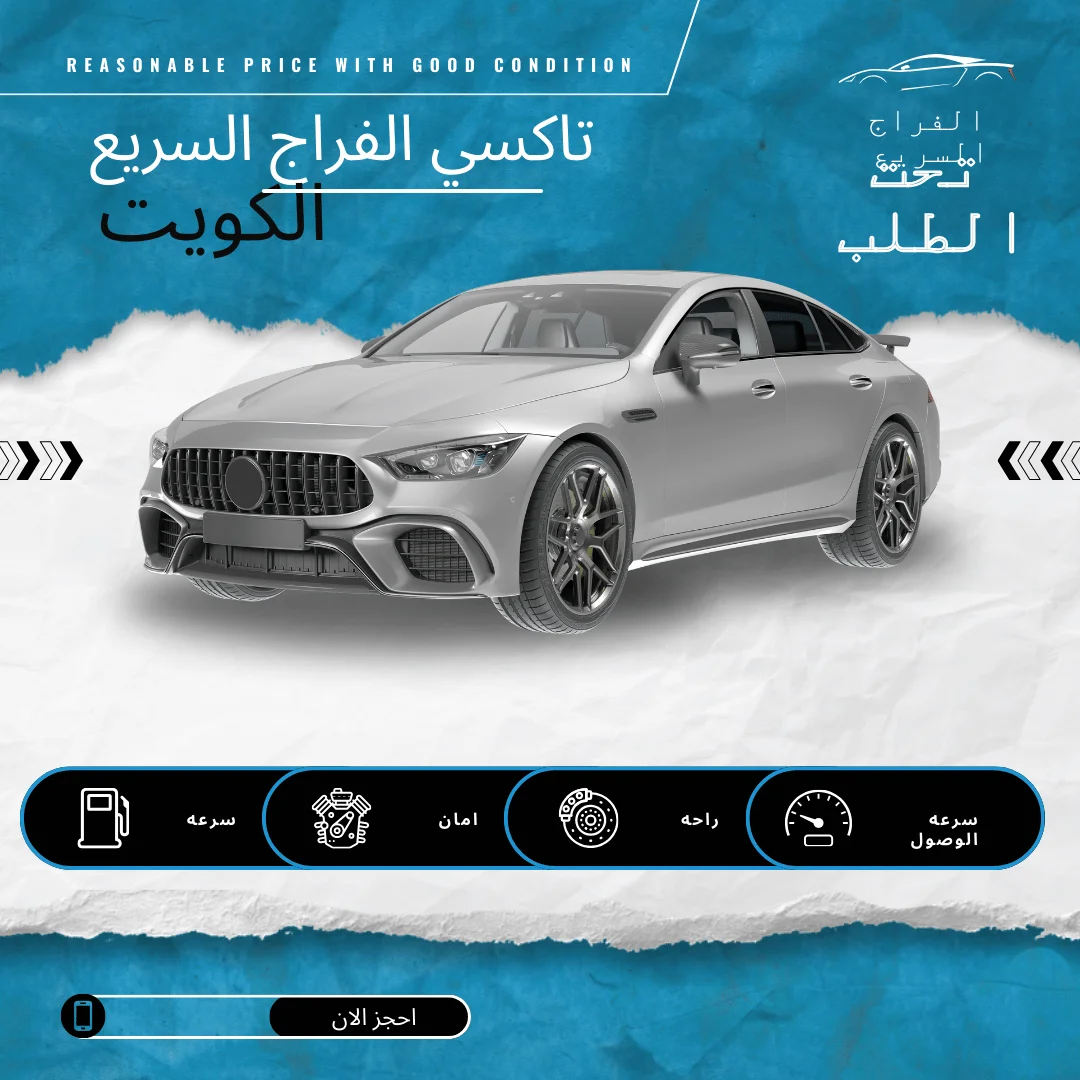 REASONABLE PRICE WITH GOOD CONDITION
تاكسي الفراج السريع
الكويت
الفراج
السريع
تحت
الطلب
سرعه
امان
راحه
سرعه
الوصول
احجز الان